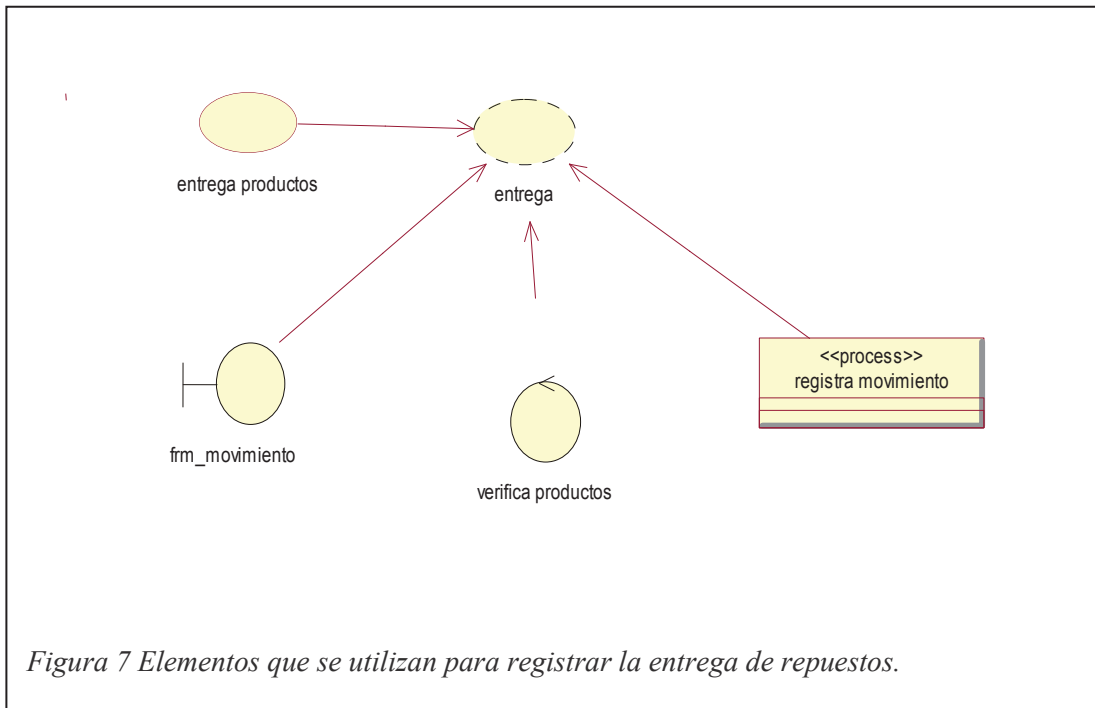 entrega productos
entrega
frm_movimiento
verifica productos
<<process>>
registra movimiento
Figura 7 Elementos que se utilizan para registrar la entrega de repuestos.